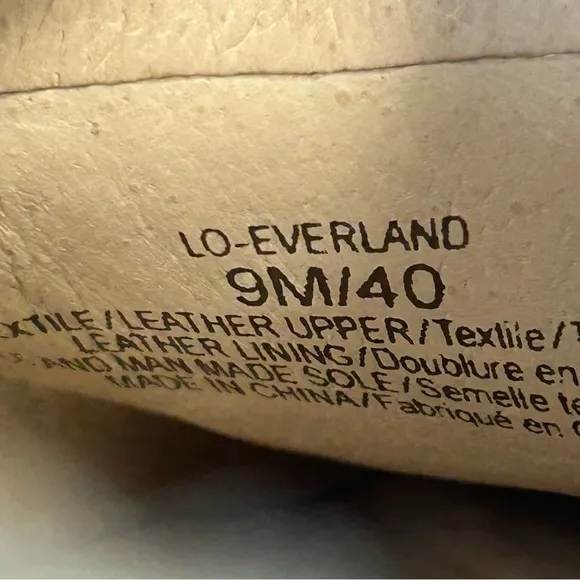 LO-EVERLAND
9M/40
XTILE/LEATHER UPPER/Textile/
LEATHER LINING/Doublure en
AND MAN MADE SOLE/Semelle te
MADE IN CHINA/Fabriqué en